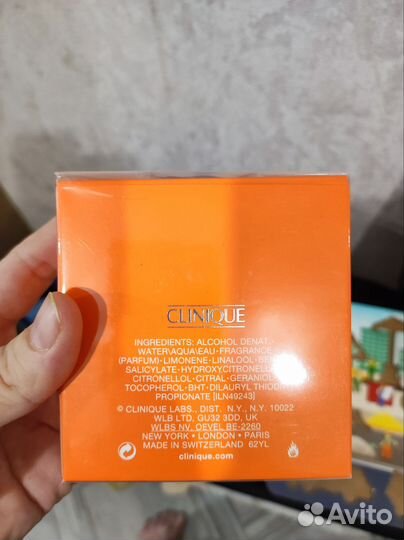 CLINIQUE
INGREDIENTS: ALCOHOL DENAT.•
WATER\AQUA\EAU•FRAGRANCE
(PARFUM)•LIMONENE•LINALOOL•
SALICYLATE•HYDROXYCITRONELL
CITRONELLOL•CITRAL•GERANIOL•
TOCOPHEROL•BHT•DILAURYL THIODI
PROPIONATE [ILN49243]
© CLINIQUE LABS., DIST. N.Y., N.Y. 10022
WLB LTD. GU32 3DD, UK
WLBS NV. OEVEL BE-2260
NEW YORK • LONDON • PARIS
MADE IN SWITZERLAND 62YL
clinique.com
Avito